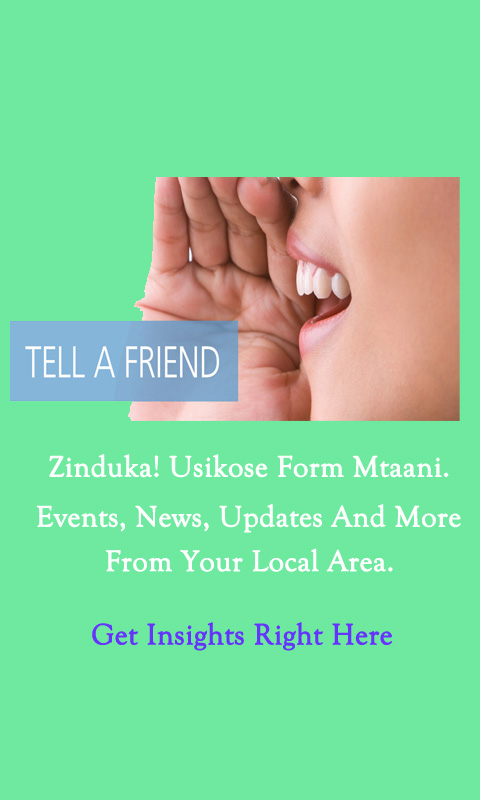 TELL A FRIEND
Zinduka! Usikose Form Mtaani.
Events, News, Updates And More
From Your Local Area.
Get Insights Right Here